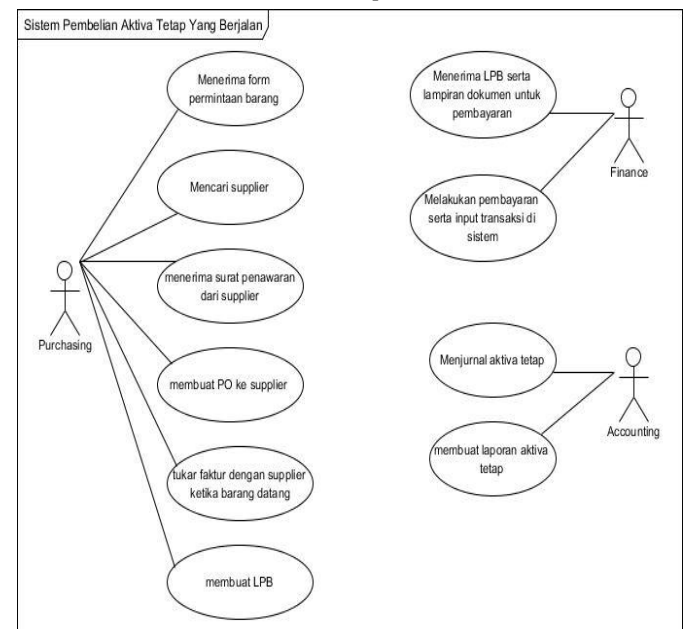 Sistem Pembelian Aktiva Tetap Yang Berjalan
Menerima form
permintaan barang
Mencari supplier
menerima surat penawaran
dari supplier
Purchasing
membuat PO ke supplier
tukar faktur dengan supplier
ketika barang datang
membuat LPB
Menerima LPB serta
lampiran dokumen untuk
pembayaran
Finance
Melakukan pembayaran
serta input transaksi di
sistem
Menjurnal aktiva tetap
Accounting
membuat laporan aktiva
tetap